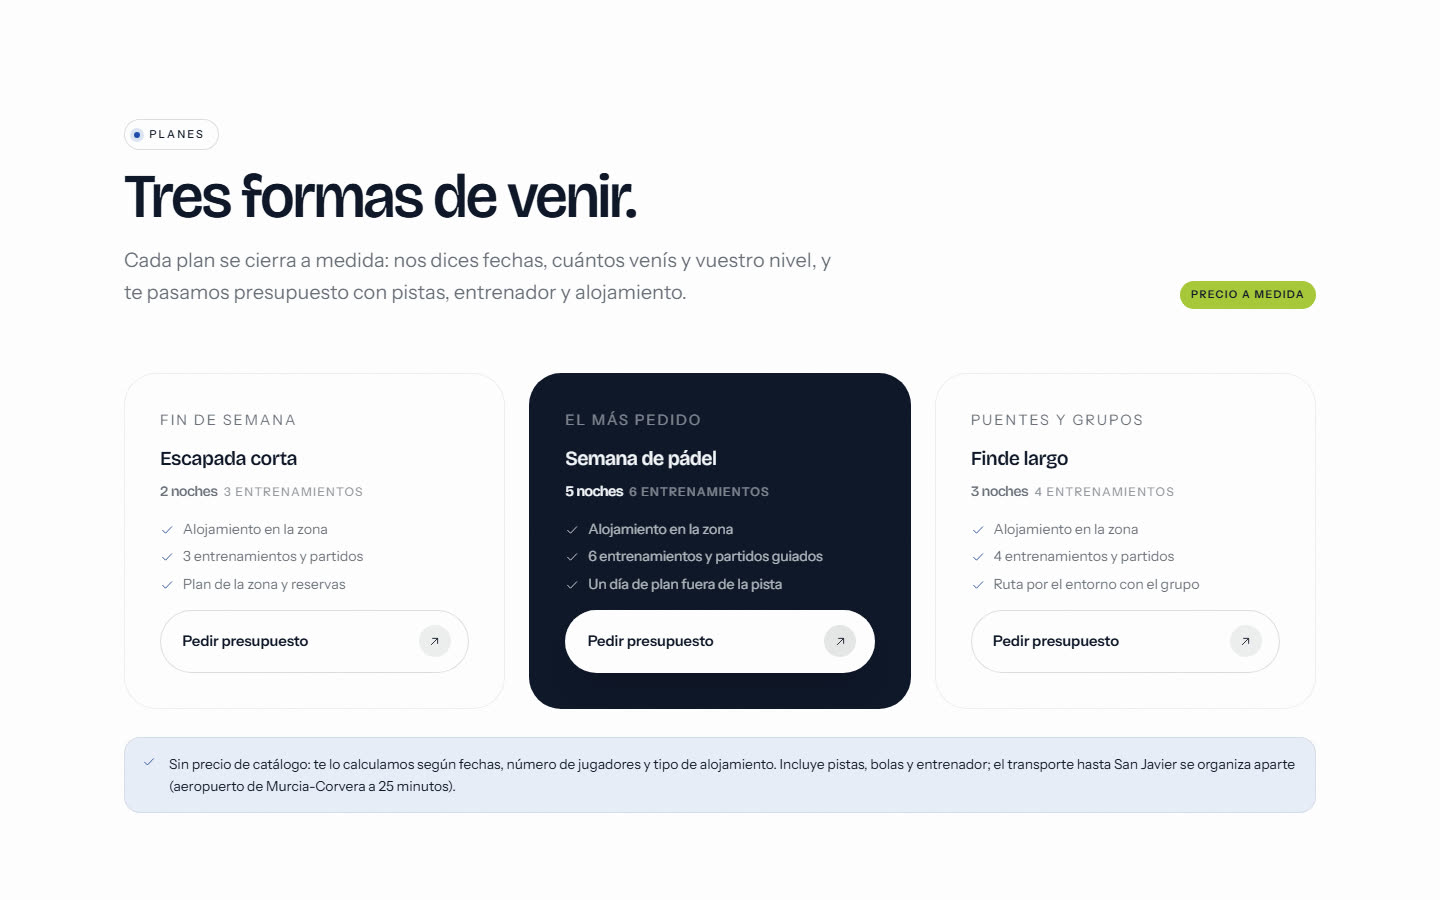 PLANES
Tres formas de venir.
Cada plan se cierra a medida: nos dices fechas, cuántos venís y vuestro nivel, y
te pasamos presupuesto con pistas, entrenador y alojamiento.
PRECIO A MEDIDA
FIN DE SEMANA
Escapada corta
2 noches 3 ENTRENAMIENTOS
Alojamiento en la zona
3 entrenamientos y partidos
Plan de la zona y reservas
Pedir presupuesto
EL MÁS PEDIDO
Semana de pádel
5 noches 6 ENTRENAMIENTOS
Alojamiento en la zona
6 entrenamientos y partidos guiados
Un día de plan fuera de la pista
Pedir presupuesto
PUENTES Y GRUPOS
Finde largo
3 noches 4 ENTRENAMIENTOS
Alojamiento en la zona
4 entrenamientos y partidos
Ruta por el entorno con el grupo
Pedir presupuesto
Sin precio de catálogo: te lo calculamos según fechas, número de jugadores y tipo de alojamiento. Incluye pistas, bolas y entrenador; el transporte hasta San Javier se organiza aparte
(aeropuerto de Murcia-Corvera a 25 minutos).